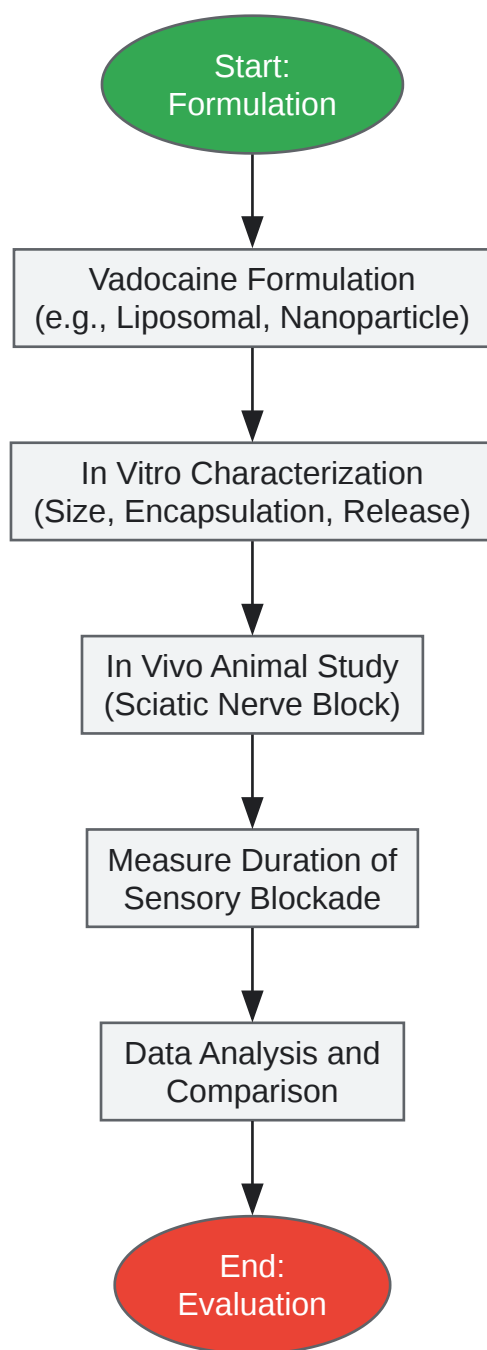 Start:
Formulation
Vadocaine Formulation
(e.g., Liposomal, Nanoparticle)
In Vitro Characterization
(Size, Encapsulation, Release)
In Vivo Animal Study
(Sciatic Nerve Block)
Measure Duration of
Sensory Blockade
Data Analysis and
Comparison
End:
Evaluation